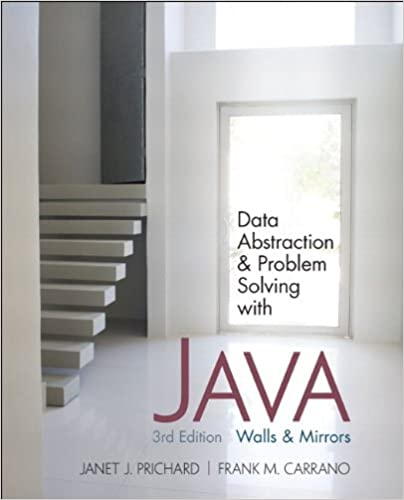 Data
Abstraction
& Problem
Solving
with
JAVA
3rd Edition Walls & Mirrors
JANET J. PRICHARD | FRANK M. CARRANO